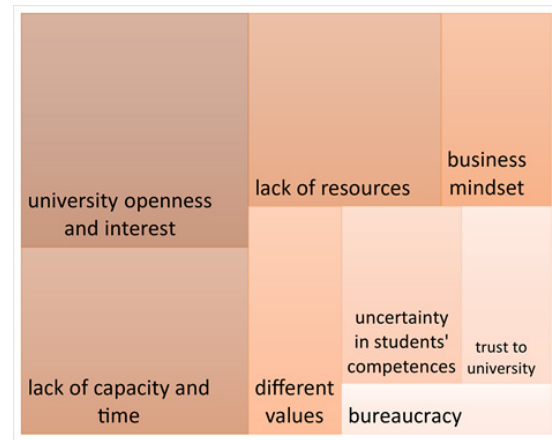 university openness
and interest
lack of resources
business
mindset
lack of capacity and
time
different
values
uncertainty
in students'
competences
trust to
university
bureaucracy